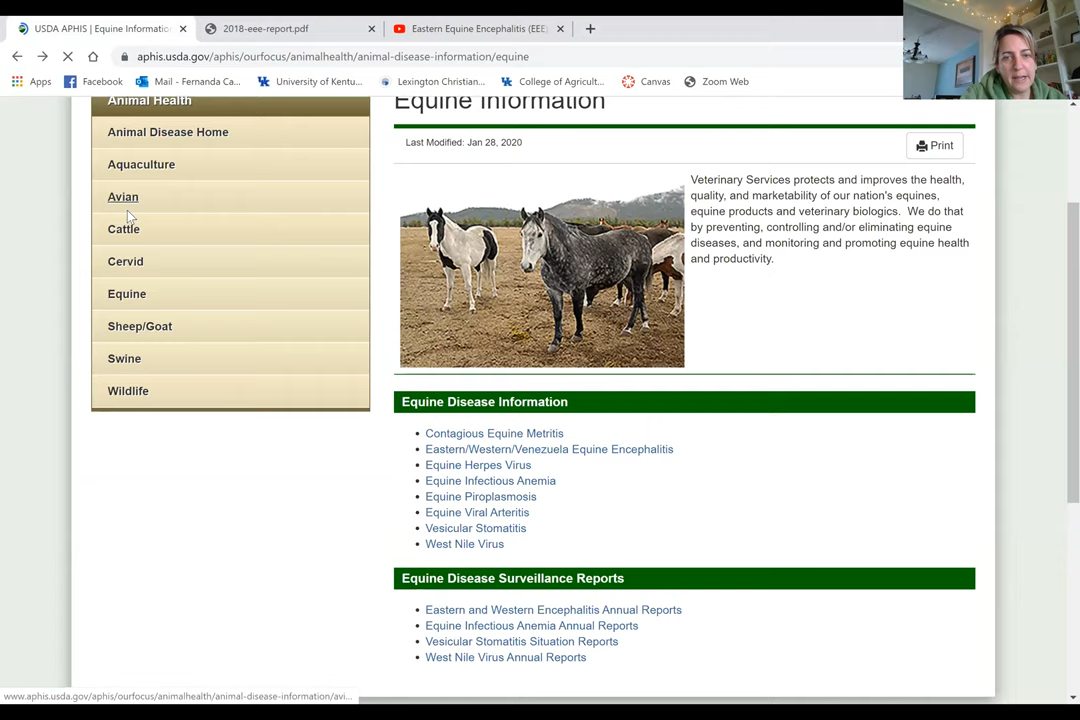 USDA APHIS | Equine Informatio
2018-eee-report.pdf
Eastern Equine Encephalitis (EEE
aphis.usda.gov/aphis/ourfocus/animalhealth/animal-disease-information/equine
Apps
Facebook
Mail - Fernanda Ca...
University of Kentu...
Lexington Christian...
College of Agricult...
Canvas
Zoom Web
Animal Health
Animal Disease Home
Aquaculture
Avian
Cattle
Cervid
Equine
Sheep/Goat
Swine
Wildlife
Equine Information
Last Modified: Jan 28, 2020
Print
Veterinary Services protects and improves the health,
quality, and marketability of our nation's equines,
equine products and veterinary biologics. We do that
by preventing, controlling and/or eliminating equine
diseases, and monitoring and promoting equine health
and productivity.
Equine Disease Information
• Contagious Equine Metritis
• Eastern/Western/Venezuela Equine Encephalitis
• Equine Herpes Virus
• Equine Infectious Anemia
• Equine Piroplasmosis
• Equine Viral Arteritis
• Vesicular Stomatitis
• West Nile Virus
Equine Disease Surveillance Reports
• Eastern and Western Encephalitis Annual Reports
• Equine Infectious Anemia Annual Reports
• Vesicular Stomatitis Situation Reports
• West Nile Virus Annual Reports
www.aphis.usda.gov/aphis/ourfocus/animalhealth/animal-disease-information/avi...